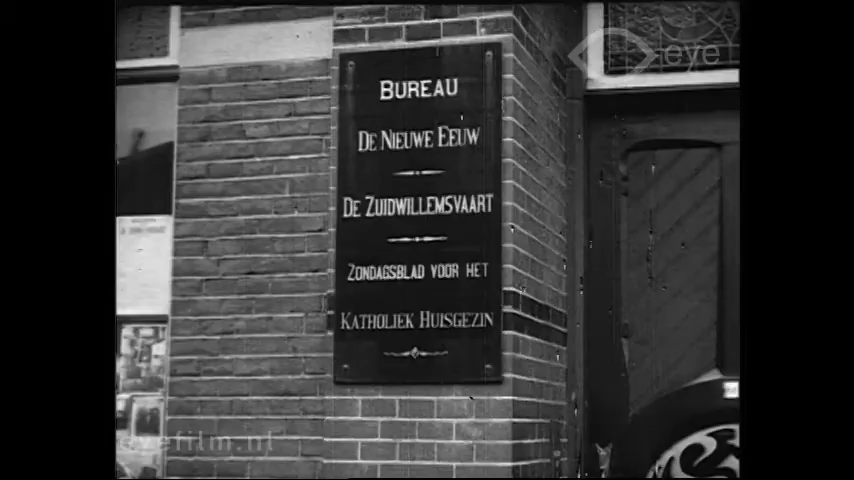 BUREAU
DE NIEUWE EEUW
DE ZUIDWILLEMSVAART
ZONDAGSBLAD VOOR HET
KATHOLIEK HUISGEZIN
eye
eyefilm.nl